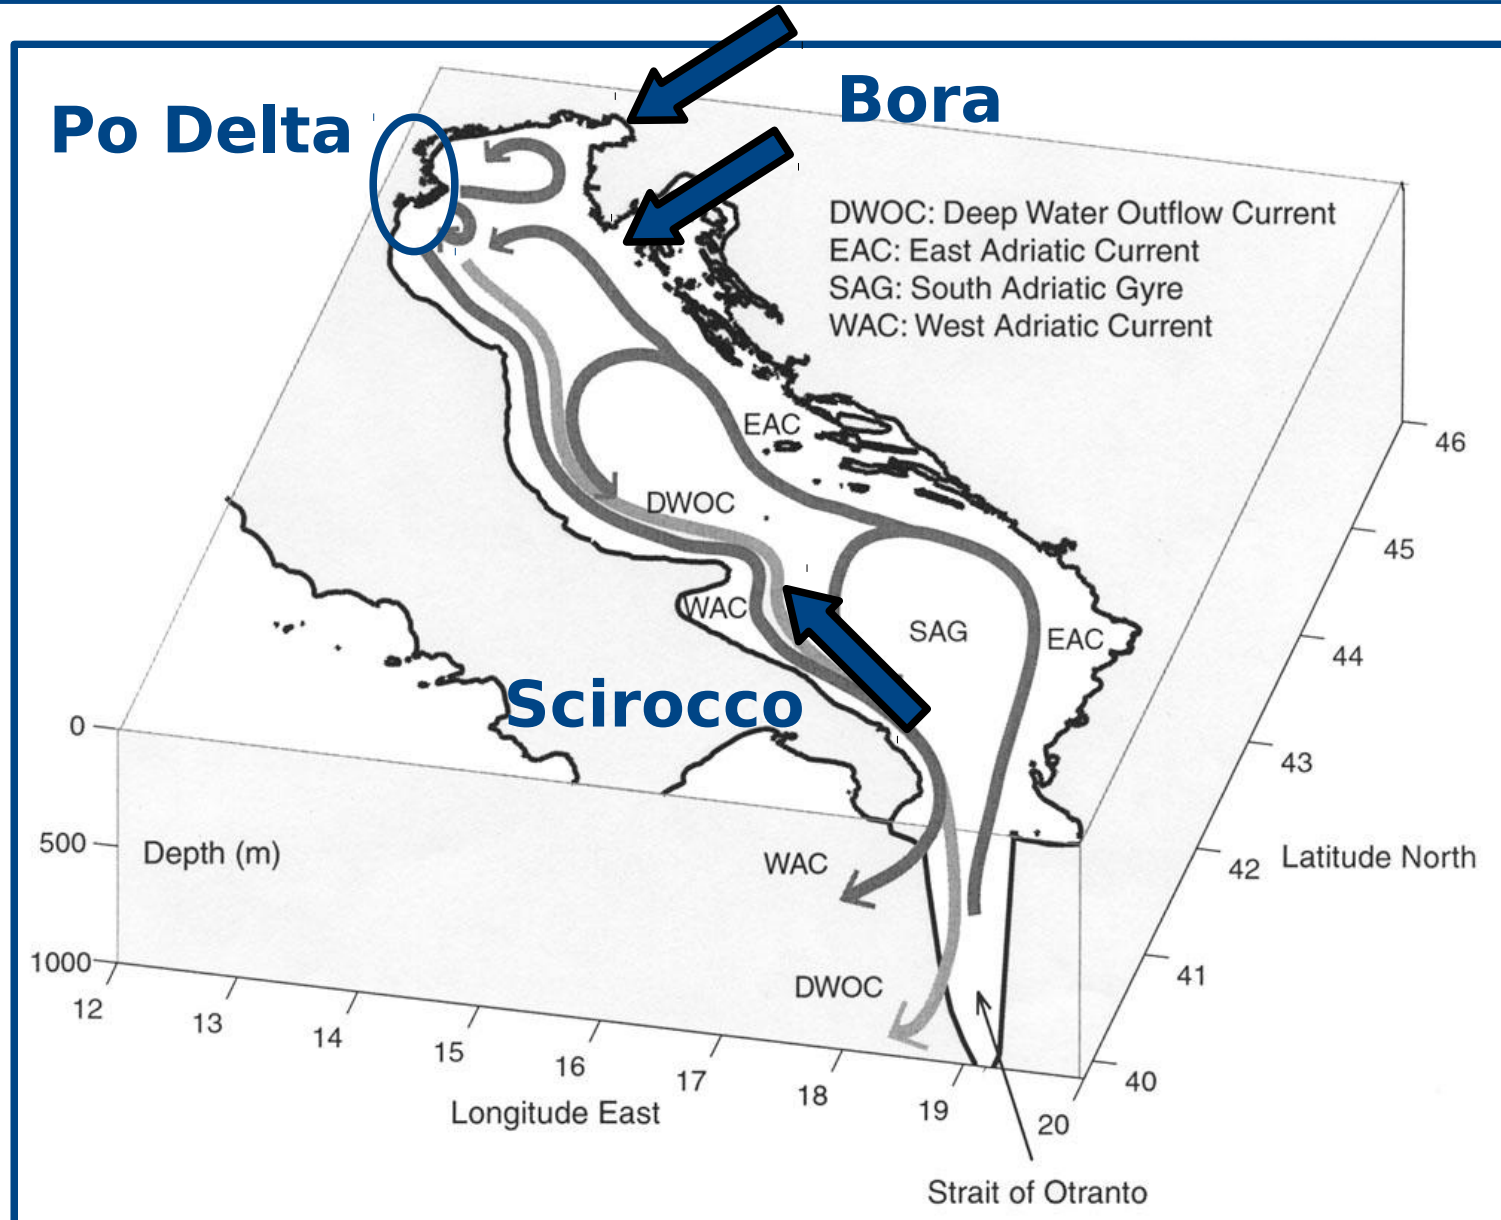 Po Delta
Bora
DWOC: Deep Water Outflow Current
EAC: East Adriatic Current
SAG: South Adriatic Gyre
WAC: West Adriatic Current
EAC
46
DWOC
45
WAC
SAG
EAC
44
Scirocco
0
43
500
Depth (m)
WAC
42
Latitude North
1000
41
DWOC
12
13
14
15
16
17
18
19
20
40
Longitude East
Strait of Otranto